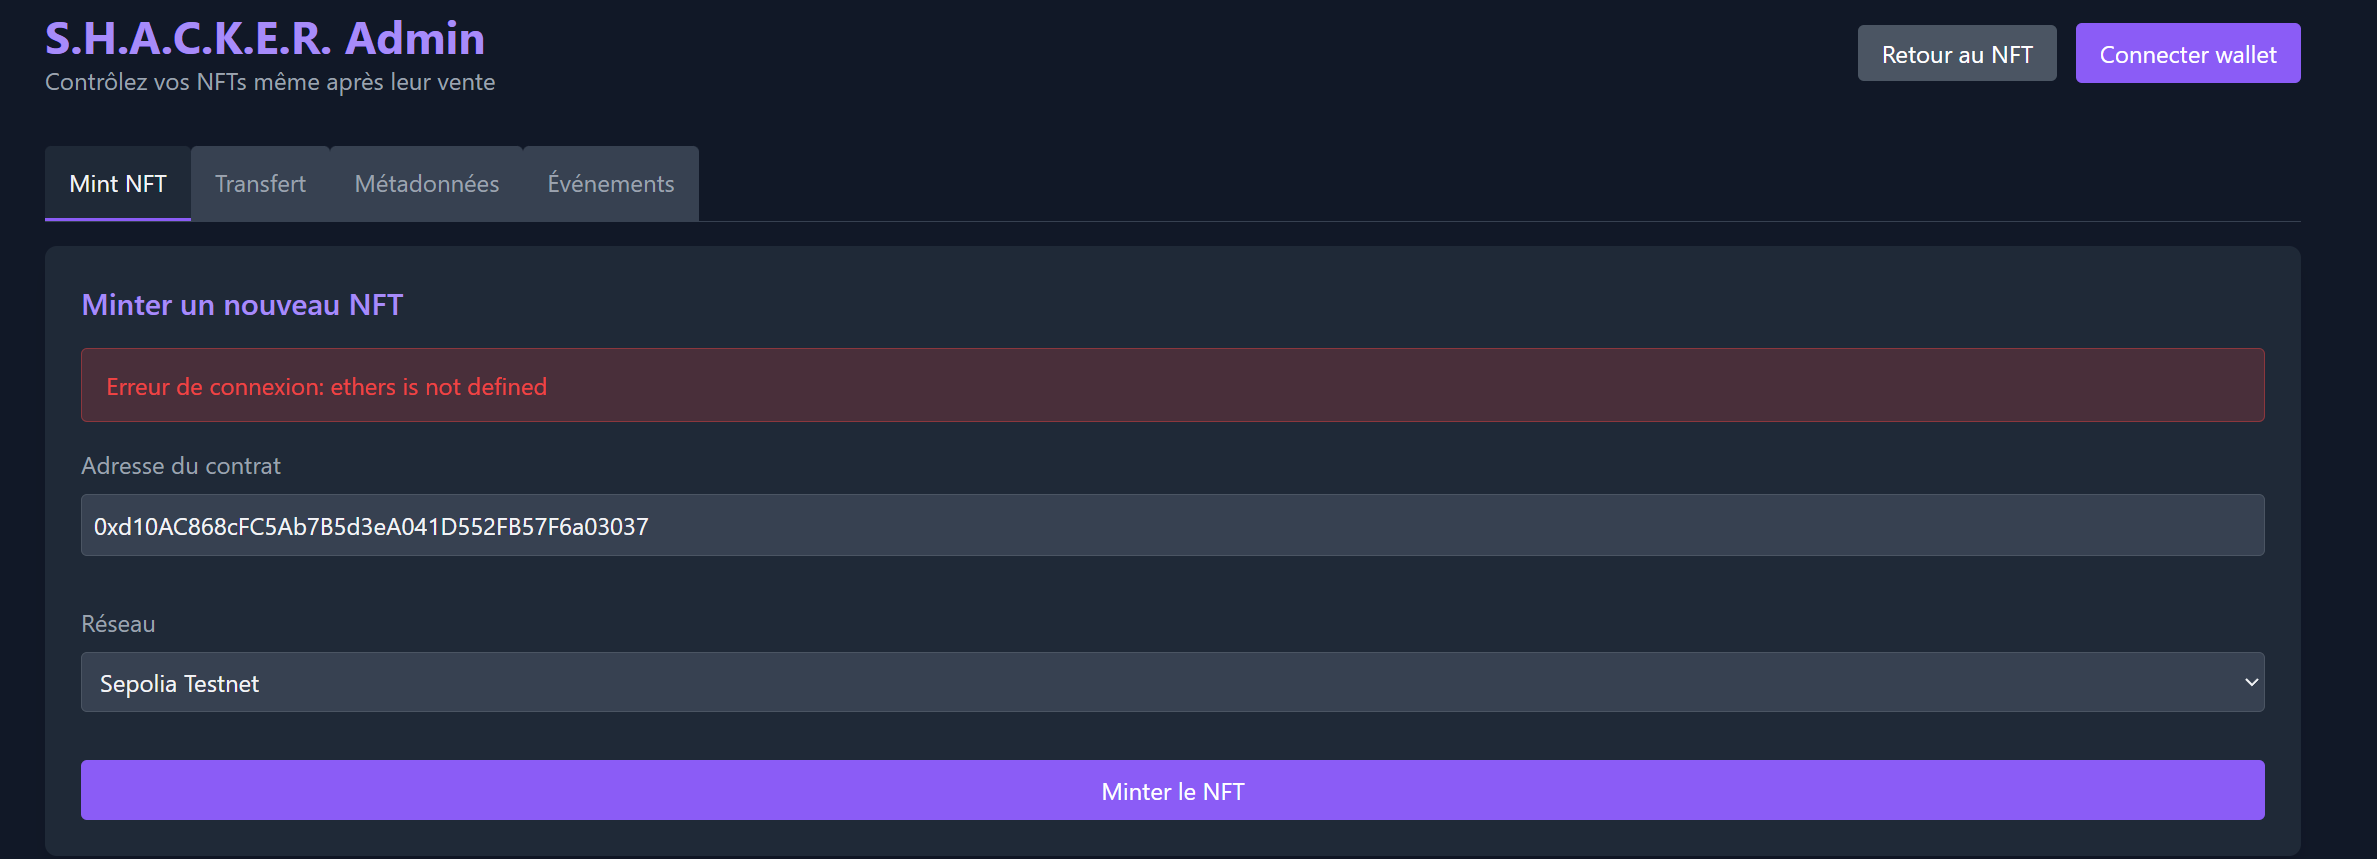 S.H.A.C.K.E.R. Admin
Contrôlez vos NFTs même après leur vente
Retour au NFT
Connecter wallet
Mint NFT
Transfert
Métadonnées
Événements
Minter un nouveau NFT
Erreur de connexion: ethers is not defined
Adresse du contrat
0xd10AC868cFC5Ab7B5d3eA041D552FB57F6a03037
Réseau
Sepolia Testnet
Minter le NFT